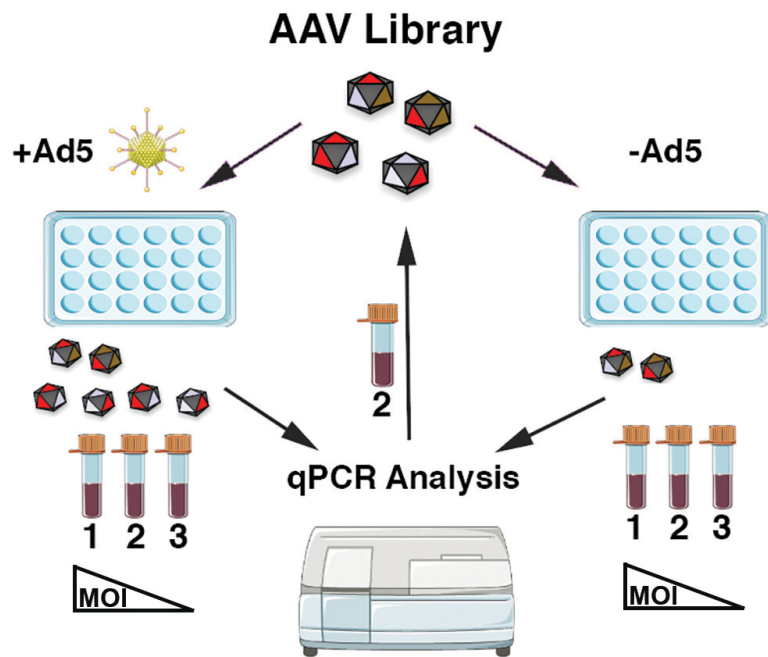 AAV Library
+Ad5
-Ad5
2
qPCR Analysis
1 2 3
1 2 3
MOI
MOI